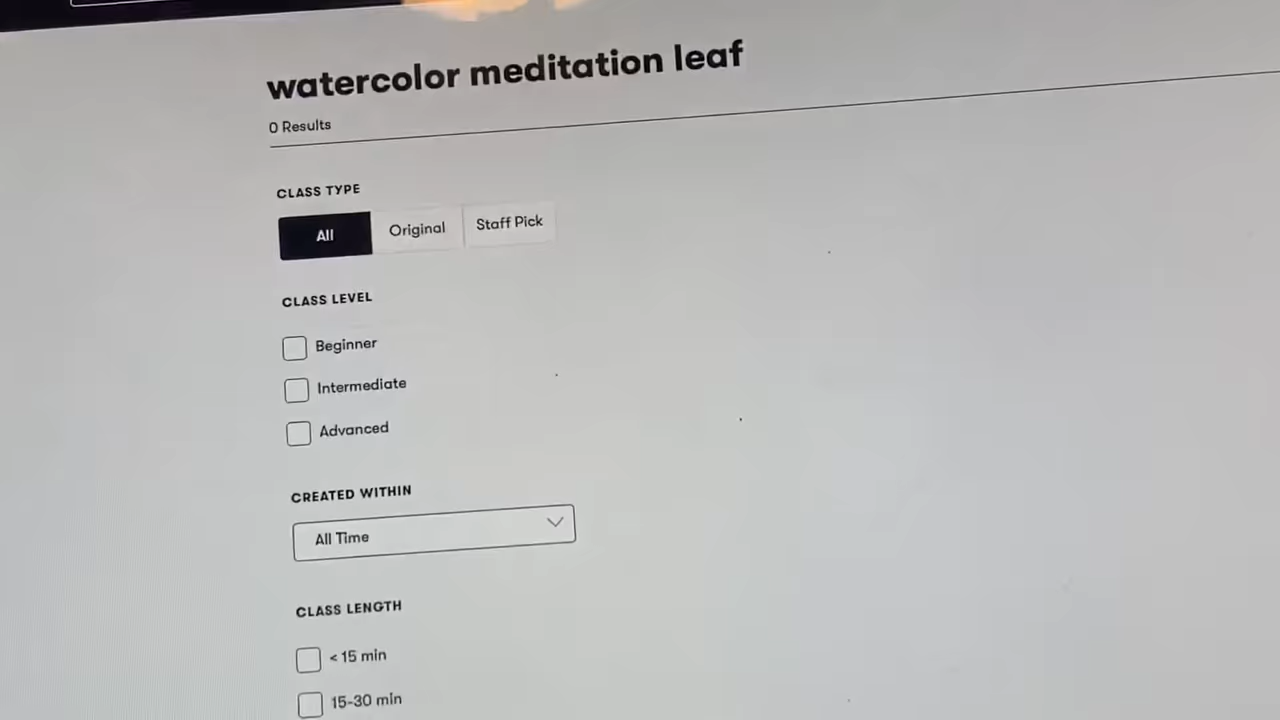 watercolor meditation leaf
0 Results
CLASS TYPE
All Original Staff Pick
CLASS LEVEL
Beginner
Intermediate
Advanced
CREATED WITHIN
All Time
CLASS LENGTH
< 15 min
15-30 min